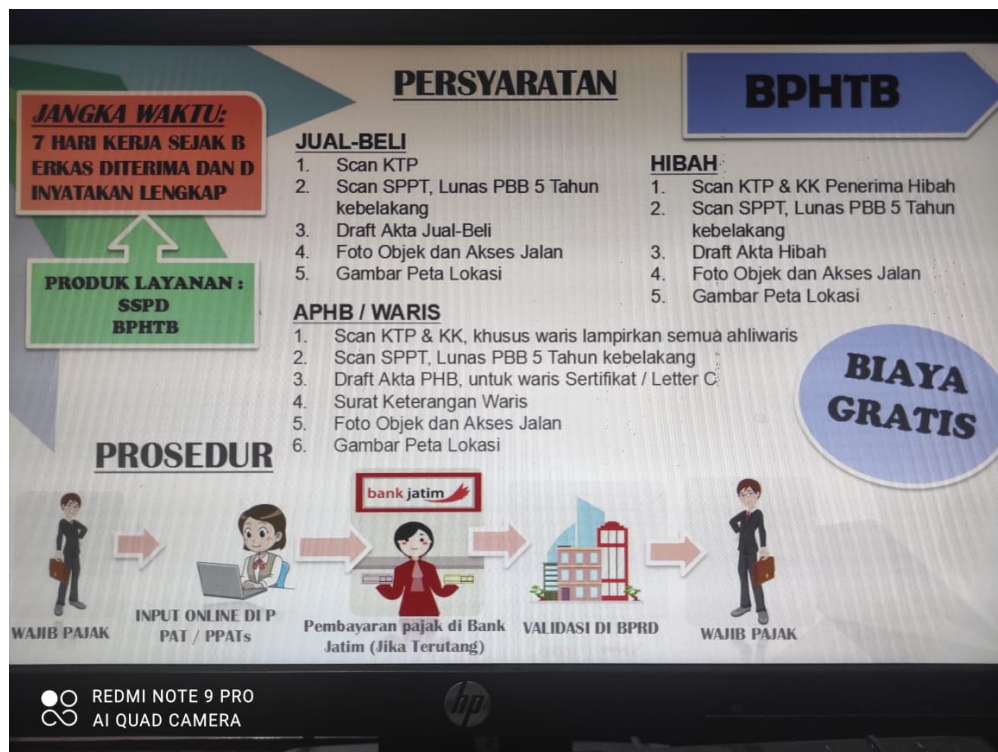 PERSYARATAN
BPHTB
JANGKA WAKTU:
7 HARI KERJA SEJAK B
ERKAS DITERIMA DAN D
INYATAKAN LENGKAP
PRODUK LAYANAN :
SSPD
BPHTB
JUAL-BELI
1. Scan KTP
2. Scan SPPT, Lunas PBB 5 Tahun
kebelakang
3. Draft Akta Jual-Beli
4. Foto Objek dan Akses Jalan
5. Gambar Peta Lokasi
HIBAH
1. Scan KTP & KK Penerima Hibah
2. Scan SPPT, Lunas PBB 5 Tahun
kebelakang
3. Draft Akta Hibah
4. Foto Objek dan Akses Jalan
5. Gambar Peta Lokasi
APHB / WARIS
1. Scan KTP & KK, khusus waris lampirkan semua ahliwaris
2. Scan SPPT, Lunas PBB 5 Tahun kebelakang
3. Draft Akta PHB, untuk waris Sertifikat / Letter C
4. Surat Keterangan Waris
5. Foto Objek dan Akses Jalan
6. Gambar Peta Lokasi
BIAYA
GRATIS
PROSEDUR
bank jatim
WAJIB PAJAK
INPUT ONLINE DI P
PAT / PPATs
Pembayaran pajak di Bank
Jatim (Jika Terutang)
VALIDASI DI BPRD
WAJIB PAJAK
hp
REDMI NOTE 9 PRO
AI QUAD CAMERA